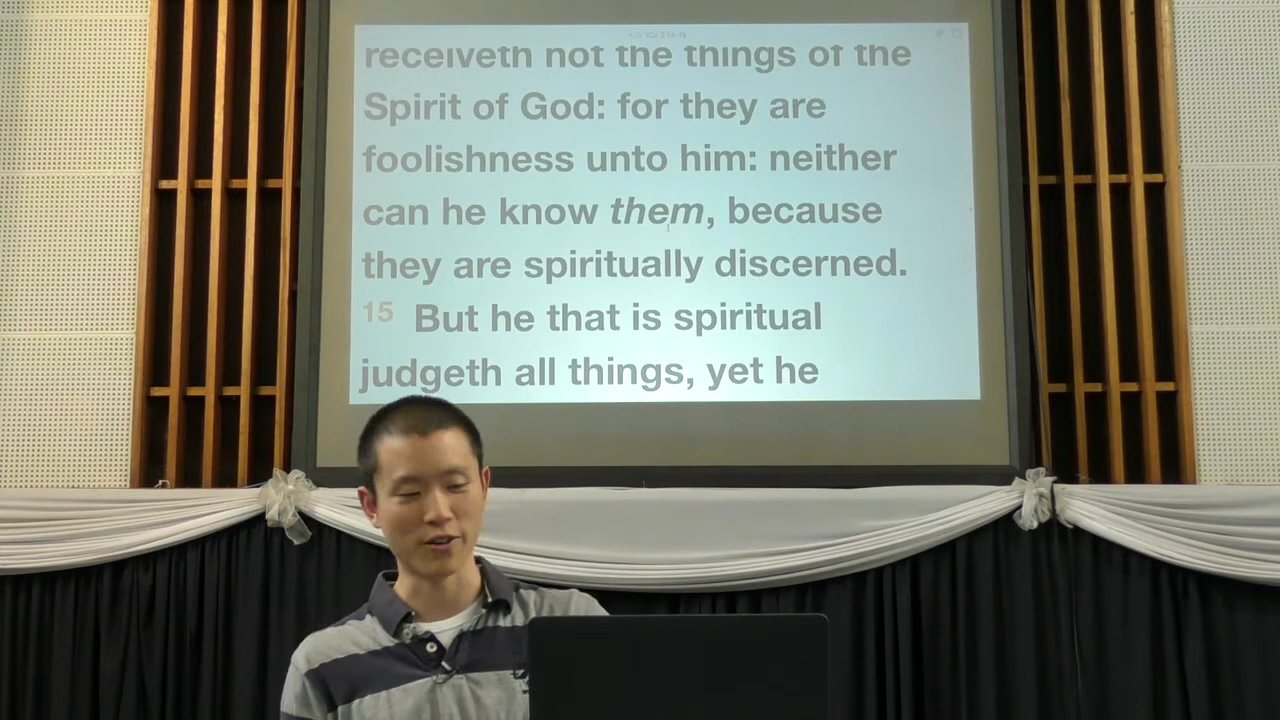 receiveth not the things of the
Spirit of God: for they are
foolishness unto him: neither
can he know them, because
they are spiritually discerned.
15 But he that is spiritual
judgeth all things, yet he